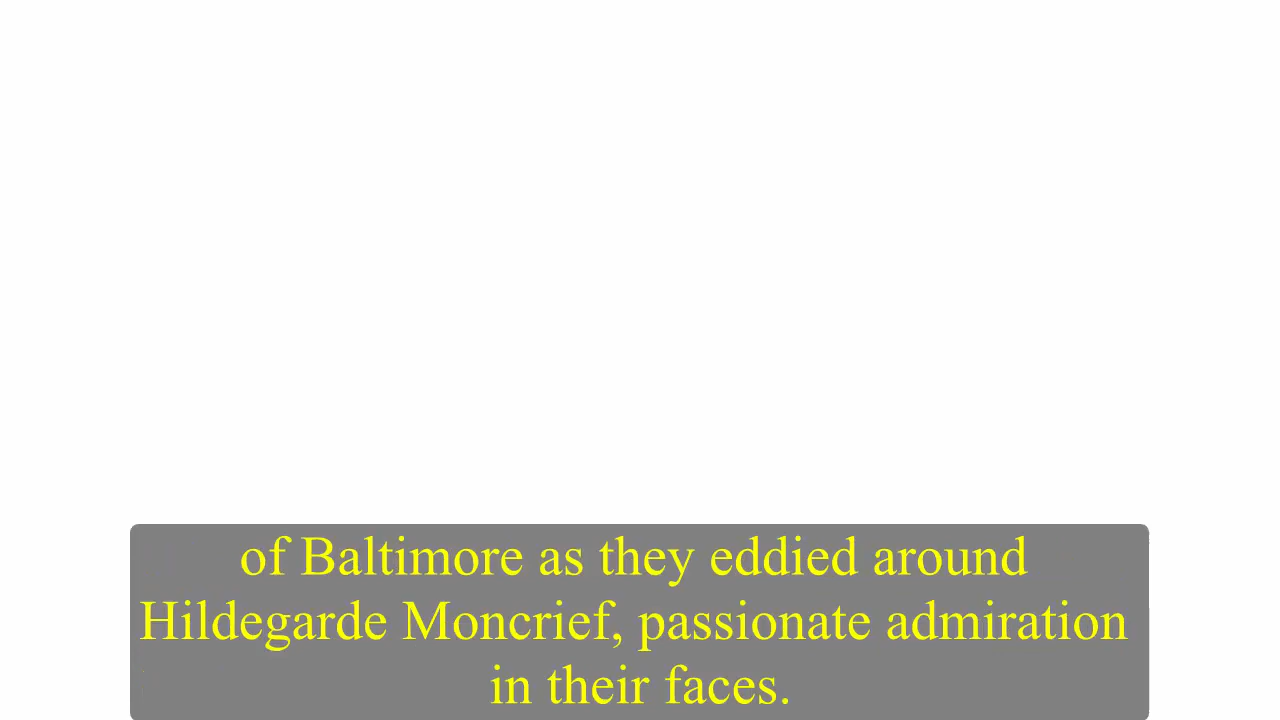 of Baltimore as they eddied around
Hildegarde Moncrief, passionate admiration
in their faces.